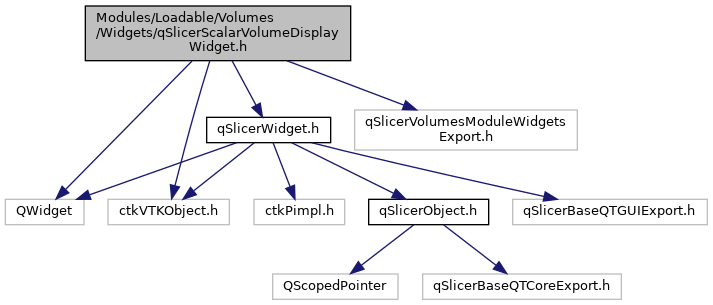 Modules/Loadable/Volumes
/Widgets/qSlicerScalarVolumeDisplay
Widget.h
qSlicerWidget.h
qSlicerVolumesModuleWidgets
Export.h
QWidget
ctkVTKObject.h
ctkPimpl.h
qSlicerObject.h
qSlicerBaseQTGUIExport.h
QScopedPointer
qSlicerBaseQTCoreExport.h